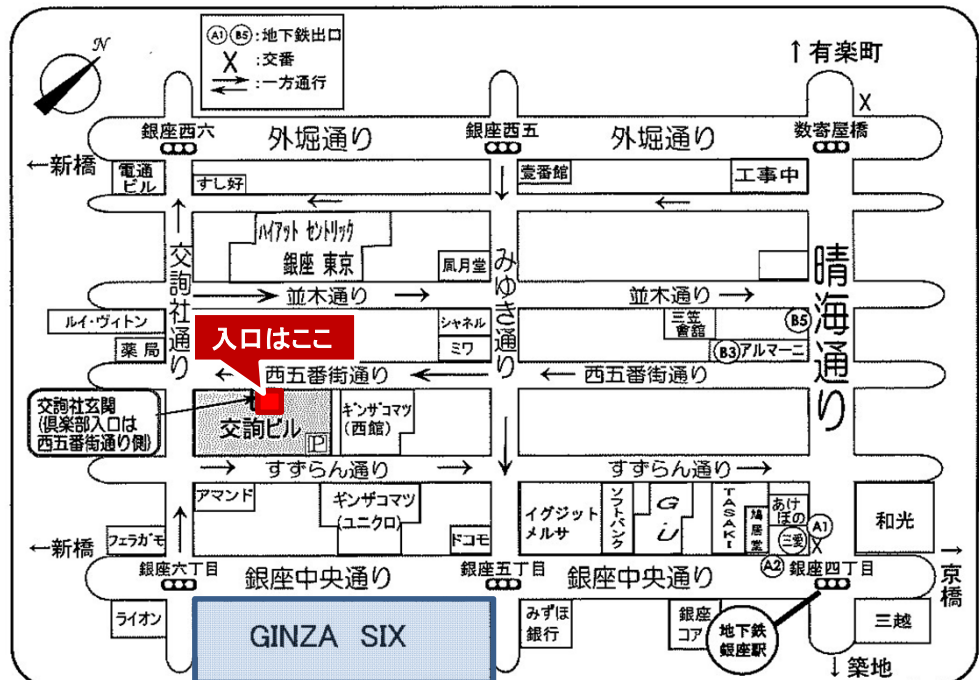 N
A1 B5:地下鉄出口
X:交番
:一方通行
↑有楽町
X
銀座西六
外堀通り
銀座西五
外堀通り
数寄屋橋
←新橋
電通
ビル
すし好
壹番館
工事中
ハイアット セントリック
銀座 東京
凬月堂
交詢社通り
みゆき通り
晴海通り
並木通り
並木通り
ルイ・ヴィトン
薬局
入口はここ
シャネル
ミワ
三笠
會館
B5
B3
アルマーニ
西五番街通り
西五番街通り
交詢社玄関
(倶楽部入口は
西五番街通り側)
交詢ビル
P
ギンザコマツ
(西館)
すずらん通り
すずらん通り
アマンド
ギンザコマツ
(ユニクロ)
イグジット
メルサ
ソフトバンク
G.U
TASAKI
鳩居堂
あけ
ぼの
三愛
A1
和光
フェラガモ
ドコモ
X
←新橋
銀座六丁目
銀座中央通り
銀座五丁目
銀座中央通り
A2
銀座四丁目
→京橋
ライオン
GINZA SIX
みずほ
銀行
銀座
コア
地下鉄
銀座駅
三越
↓築地